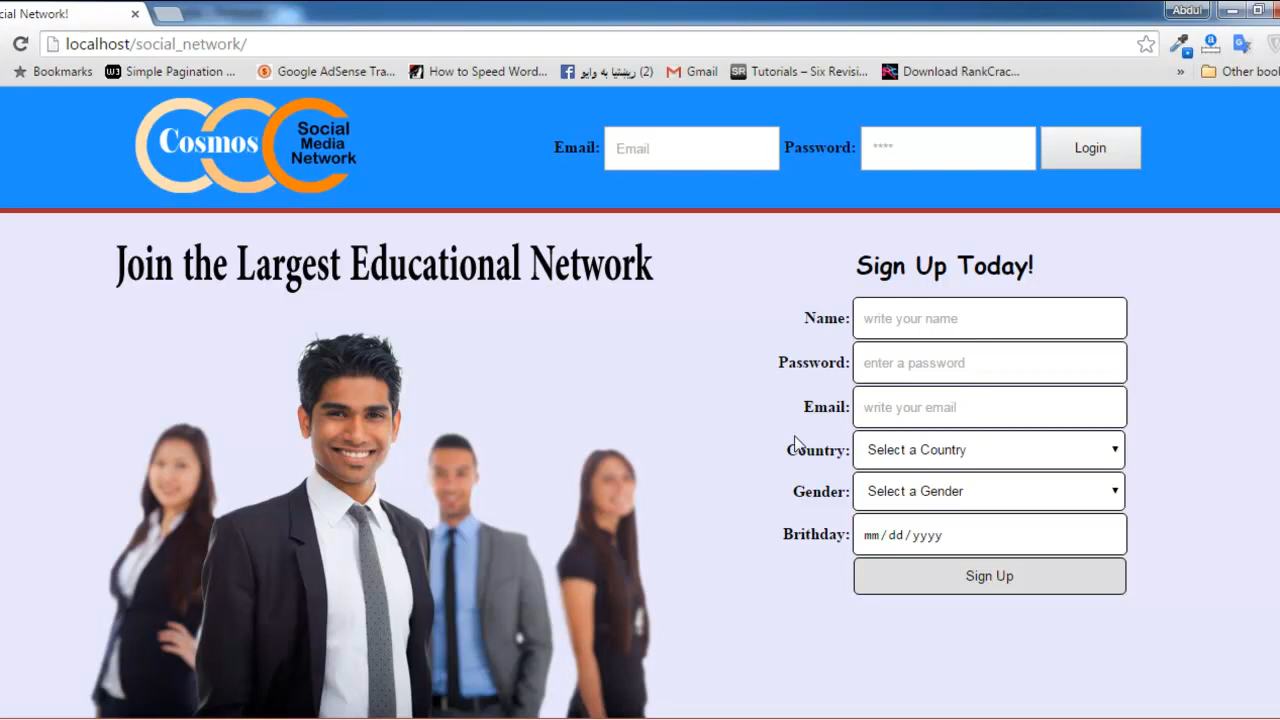 cial Network!
Abdul
localhost/social_network/
Bookmarks Simple Pagination ... Google AdSense Tra... How to Speed Word... (2) ریښتیا په وایو Gmail Tutorials – Six Revisi... Download RankCrac... » Other book
Cosmos
Social
Media
Network
Email: Email Password: **** Login
Join the Largest Educational Network
Sign Up Today!
Name: write your name
Password: enter a password
Email: write your email
Country: Select a Country
Gender: Select a Gender
Brithday: mm/dd/yyyy
Sign Up